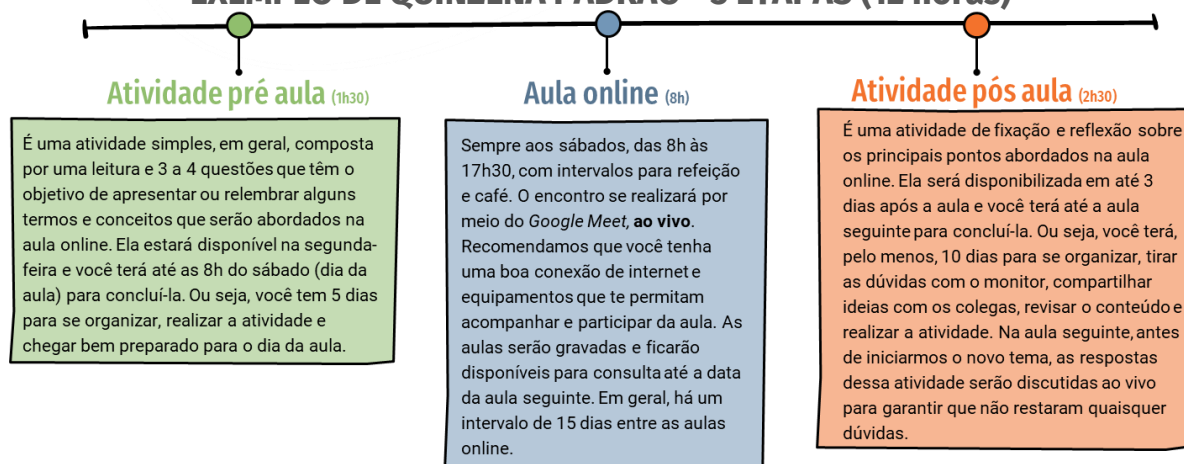 EXEMPLO DE QUINZENA PADRÃO - 3 ETAPAS (12 horas)
Atividade pré aula (1h30)
É uma atividade simples, em geral, composta
por uma leitura e 3 a 4 questões que têm o
objetivo de apresentar ou relembrar alguns
termos e conceitos que serão abordados na
aula online. Ela estará disponível na segunda-
feira e você terá até as 8h do sábado (dia da
aula) para concluí-la. Ou seja, você tem 5 dias
para se organizar, realizar a atividade e
chegar bem preparado para o dia da aula.
Aula online (8h)
Sempre aos sábados, das 8h às
17h30, com intervalos para refeição
e café. O encontro se realizará por
meio do Google Meet, ao vivo.
Recomendamos que você tenha
uma boa conexão de internet e
equipamentos que te permitam
acompanhar e participar da aula. As
aulas serão gravadas e ficarão
disponíveis para consulta até a data
da aula seguinte. Em geral, há um
intervalo de 15 dias entre as aulas
online.
Atividade pós aula (2h30)
É uma atividade de fixação e reflexão sobre
os principais pontos abordados na aula
online. Ela será disponibilizada em até 3
dias após a aula e você terá até a aula
seguinte para concluí-la. Ou seja, você terá,
pelo menos, 10 dias para se organizar, tirar
as dúvidas com o monitor, compartilhar
ideias com os colegas, revisar o conteúdo e
realizar a atividade. Na aula seguinte, antes
de iniciarmos o novo tema, as respostas
dessa atividade serão discutidas ao vivo
para garantir que não restaram quaisquer
dúvidas.